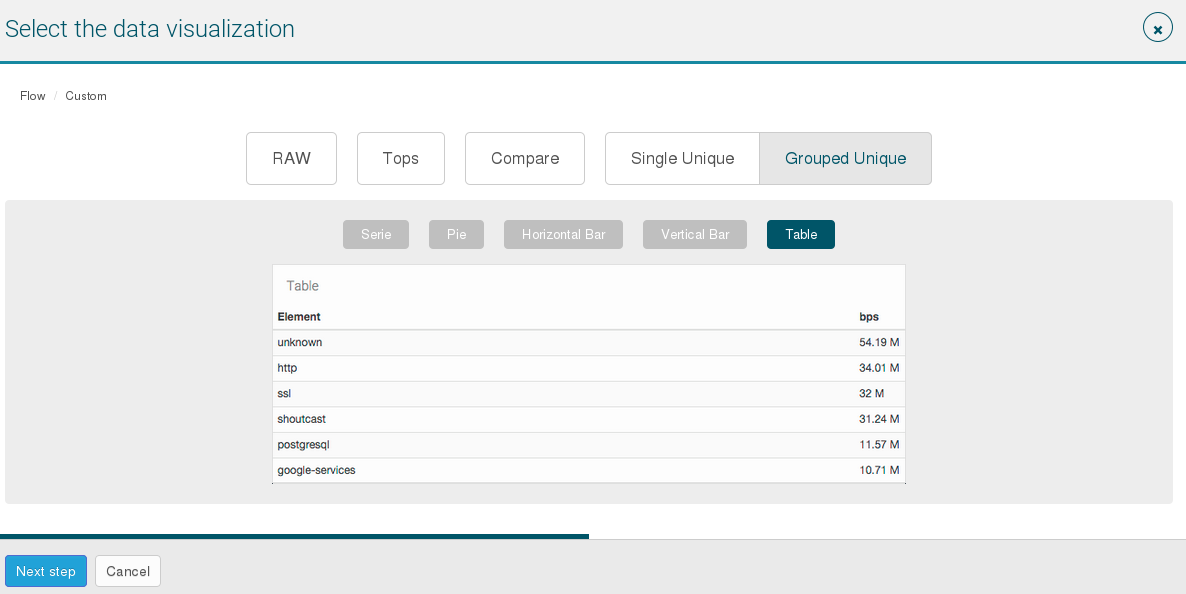 Select the data visualization
Flow / Custom
RAW Tops Compare Single Unique Grouped Unique
Serie Pie Horizontal Bar Vertical Bar Table
Table
Element bps
unknown 54.19 M
http 34.01 M
ssl 32 M
shoutcast 31.24 M
postgresql 11.57 M
google-services 10.71 M
Next step Cancel